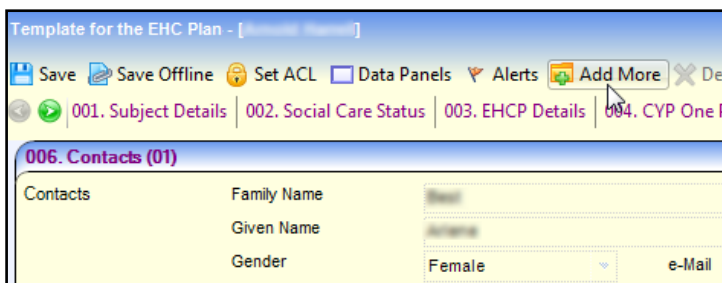 Template for the EHC Plan - [ ]
Save Save Offline Set ACL Data Panels Alerts Add More De
001. Subject Details 002. Social Care Status 003. EHCP Details 004. CYP One P
006. Contacts (01)
Contacts Family Name
Given Name
Gender Female e-Mail